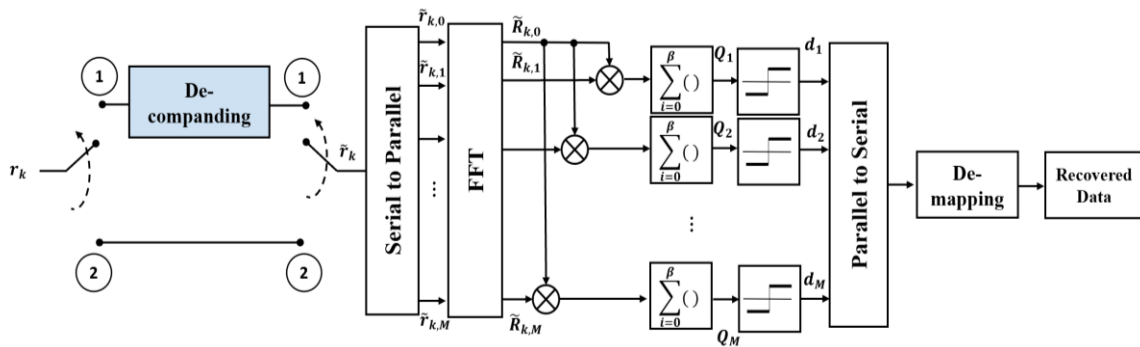 r_k
1
De-
companding
1
2
2
r̃_k
Serial to Parallel
r̃_{k,0}
r̃_{k,1}
...
r̃_{k,M}
FFT
R̃_{k,0}
R̃_{k,1}
R̃_{k,M}
β
∑( )
i=0
Q_1
d_1
β
∑( )
i=0
Q_2
d_2
...
β
∑( )
i=0
Q_M
d_M
Parallel to Serial
De-
mapping
Recovered
Data